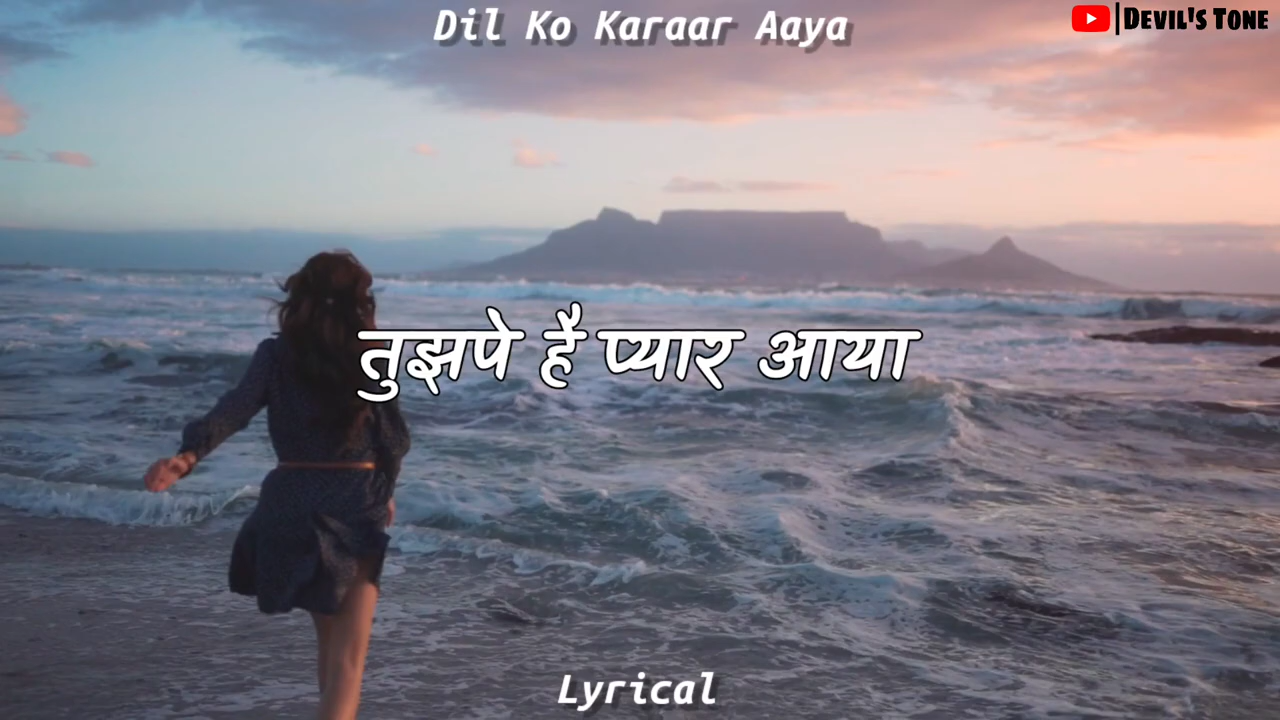 Dil Ko Karaar Aaya
|Devil's Tone
तुझपे है प्यार आया
Lyrical